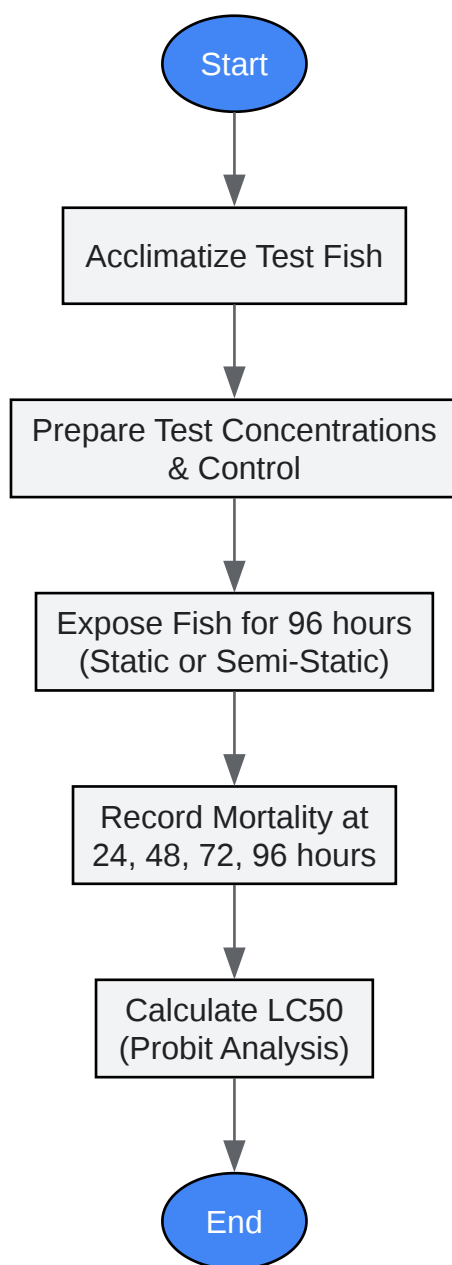 Start
Acclimatize Test Fish
Prepare Test Concentrations
& Control
Expose Fish for 96 hours
(Static or Semi-Static)
Record Mortality at
24, 48, 72, 96 hours
Calculate LC50
(Probit Analysis)
End